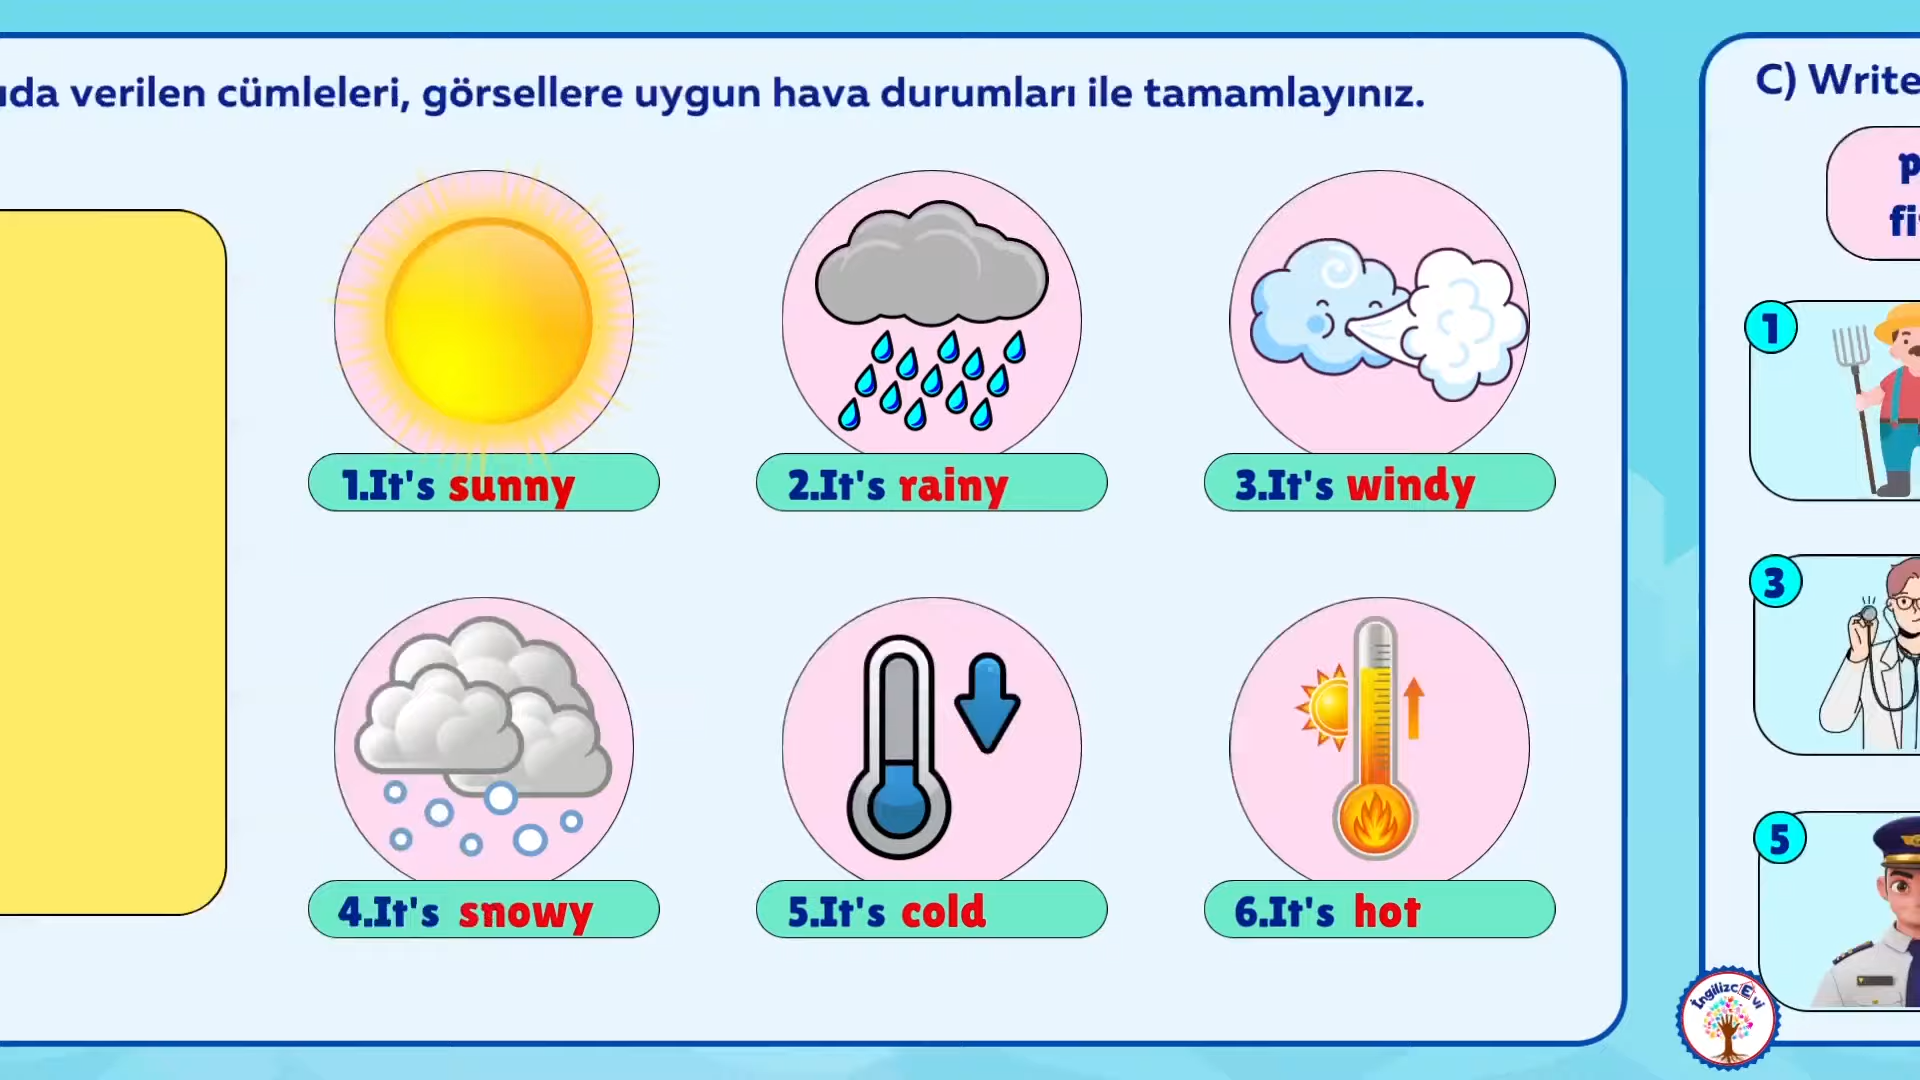 verilen cümleleri, görsellere uygun hava durumları ile tamamlayınız.
1.It's sunny
2.It's rainy
3.It's windy
4.It's snowy
5.It's cold
6.It's hot
C) Write
1
3
5
İngilizcEvi